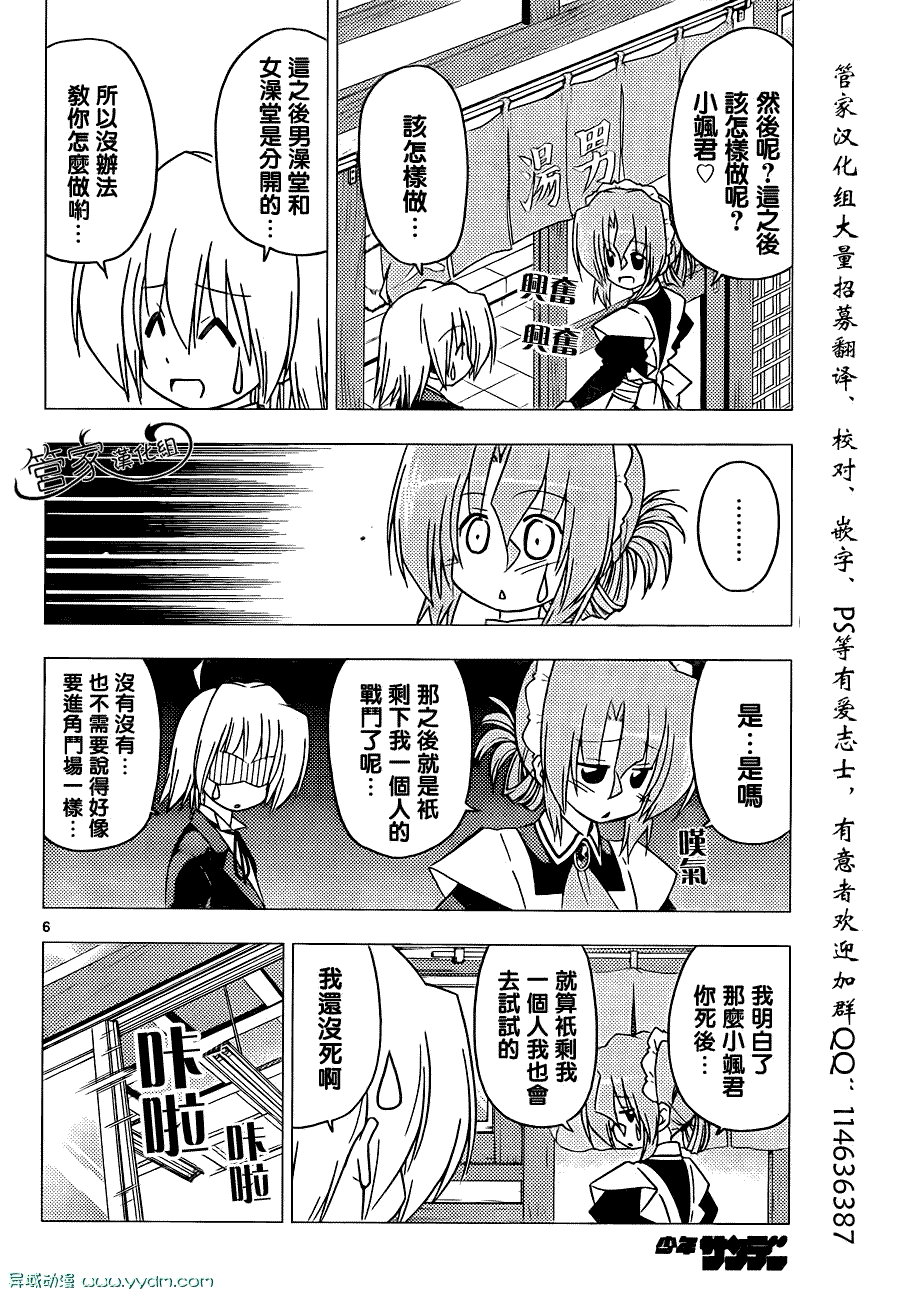 然後呢？這之後
該怎樣做呢？
小颯君♡
男
湯
興奮
興奮
該怎樣做…
這之後男澡堂和
女澡堂是分開的…
所以沒辦法
教你怎麼做喲…
管家
漢化組
………
是…是嗎
嘆氣
那之後就是祇
剩下我一個人的
戰鬥了呢…
沒有沒有…
也不需要說得好像
要進角鬥場一樣…
6
我明白了
那麼小颯君
你死後…
就算祇剩我
一個人我也會
去試試的
我還沒死啊
咔啦
咔啦
少年サンデー
异域动漫 www.yydm.com
管家汉化组大量招募翻译、校对、嵌字、PS等有爱志士，有意者欢迎加群QQ：114636387